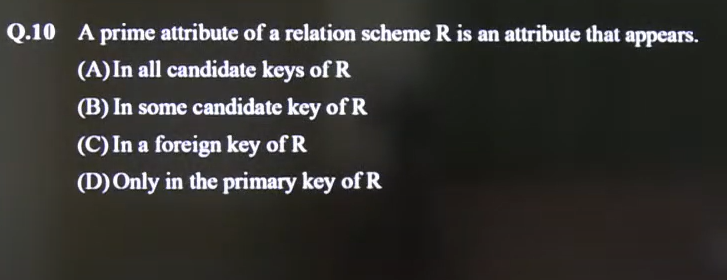 Q.10 A prime attribute of a relation scheme R is an attribute that appears.
(A) In all candidate keys of R
(B) In some candidate key of R
(C) In a foreign key of R
(D) Only in the primary key of R